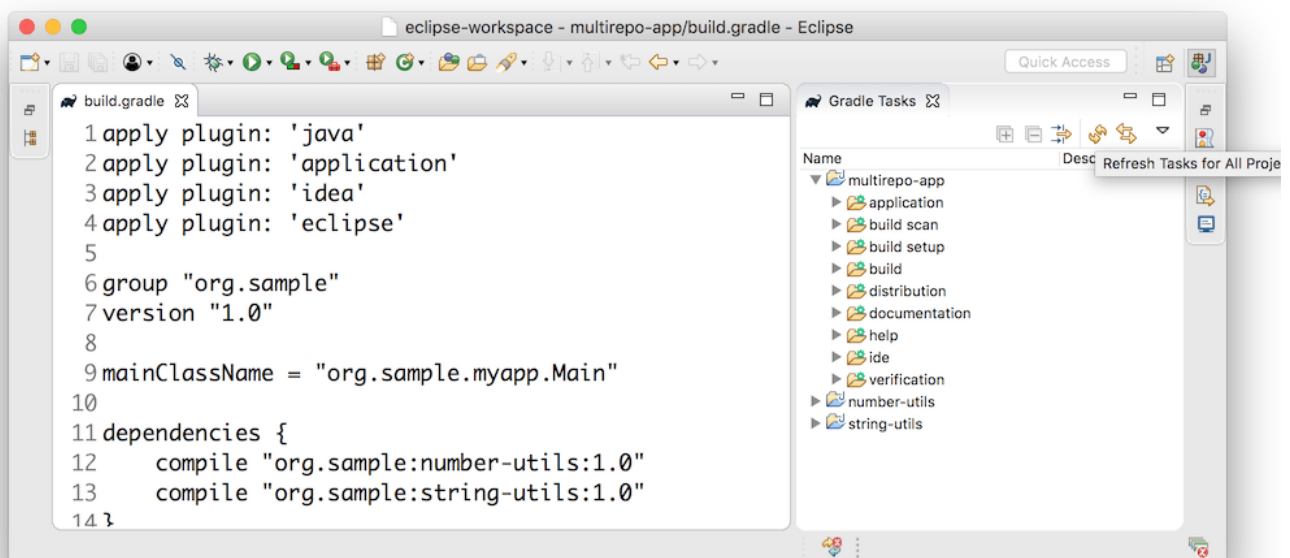 eclipse-workspace - multirepo-app/build.gradle - Eclipse
Quick Access
build.gradle
1 apply plugin: 'java'
2 apply plugin: 'application'
3 apply plugin: 'idea'
4 apply plugin: 'eclipse'
5
6 group "org.sample"
7 version "1.0"
8
9 mainClassName = "org.sample.myapp.Main"
10
11 dependencies {
12 compile "org.sample:number-utils:1.0"
13 compile "org.sample:string-utils:1.0"
14 }
Gradle Tasks
Name Desc
Refresh Tasks for All Proje
multirepo-app
application
build scan
build setup
build
distribution
documentation
help
ide
verification
number-utils
string-utils